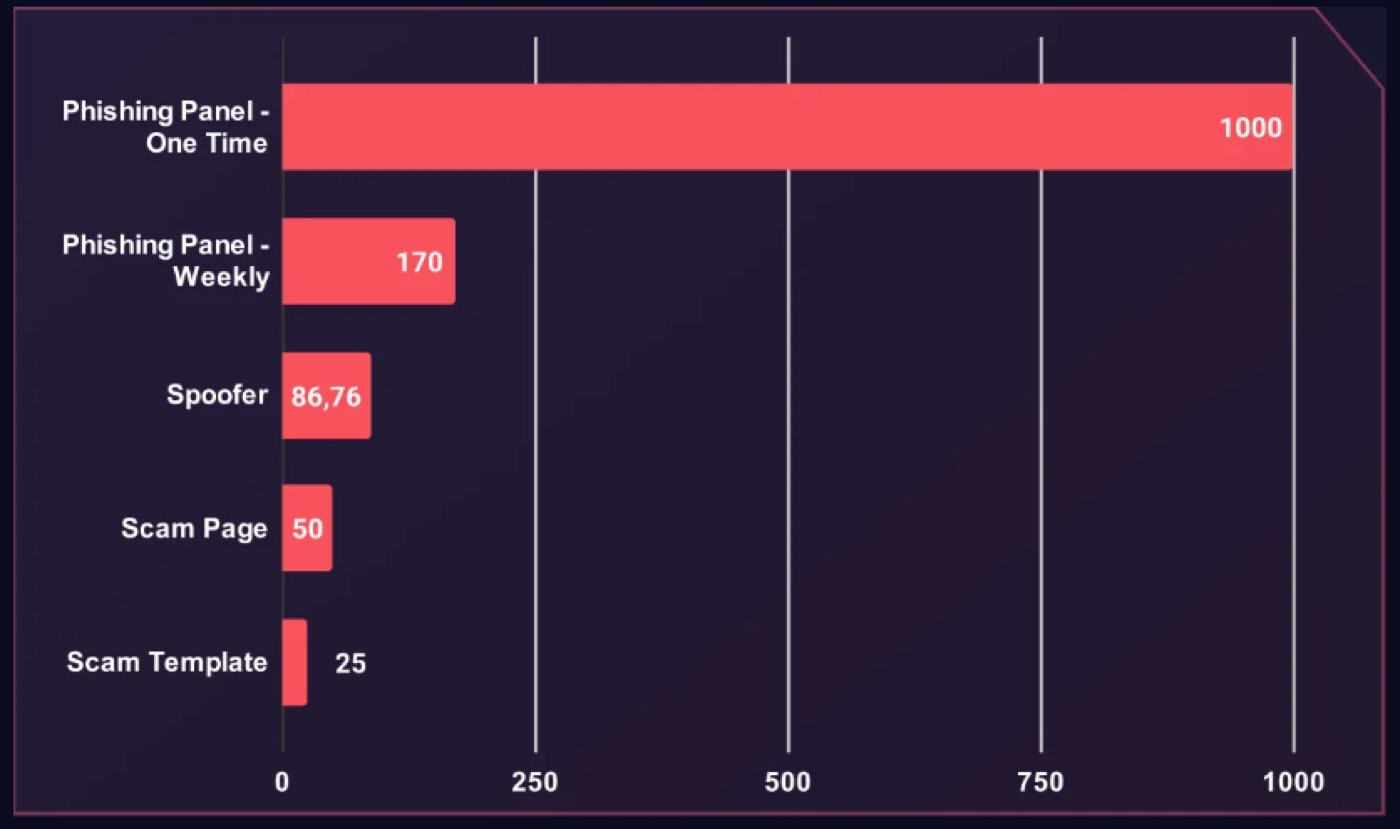 Phishing Panel -
One Time
1000
Phishing Panel -
Weekly
170
Spoofer
86,76
Scam Page
50
Scam Template
25
0
250
500
750
1000